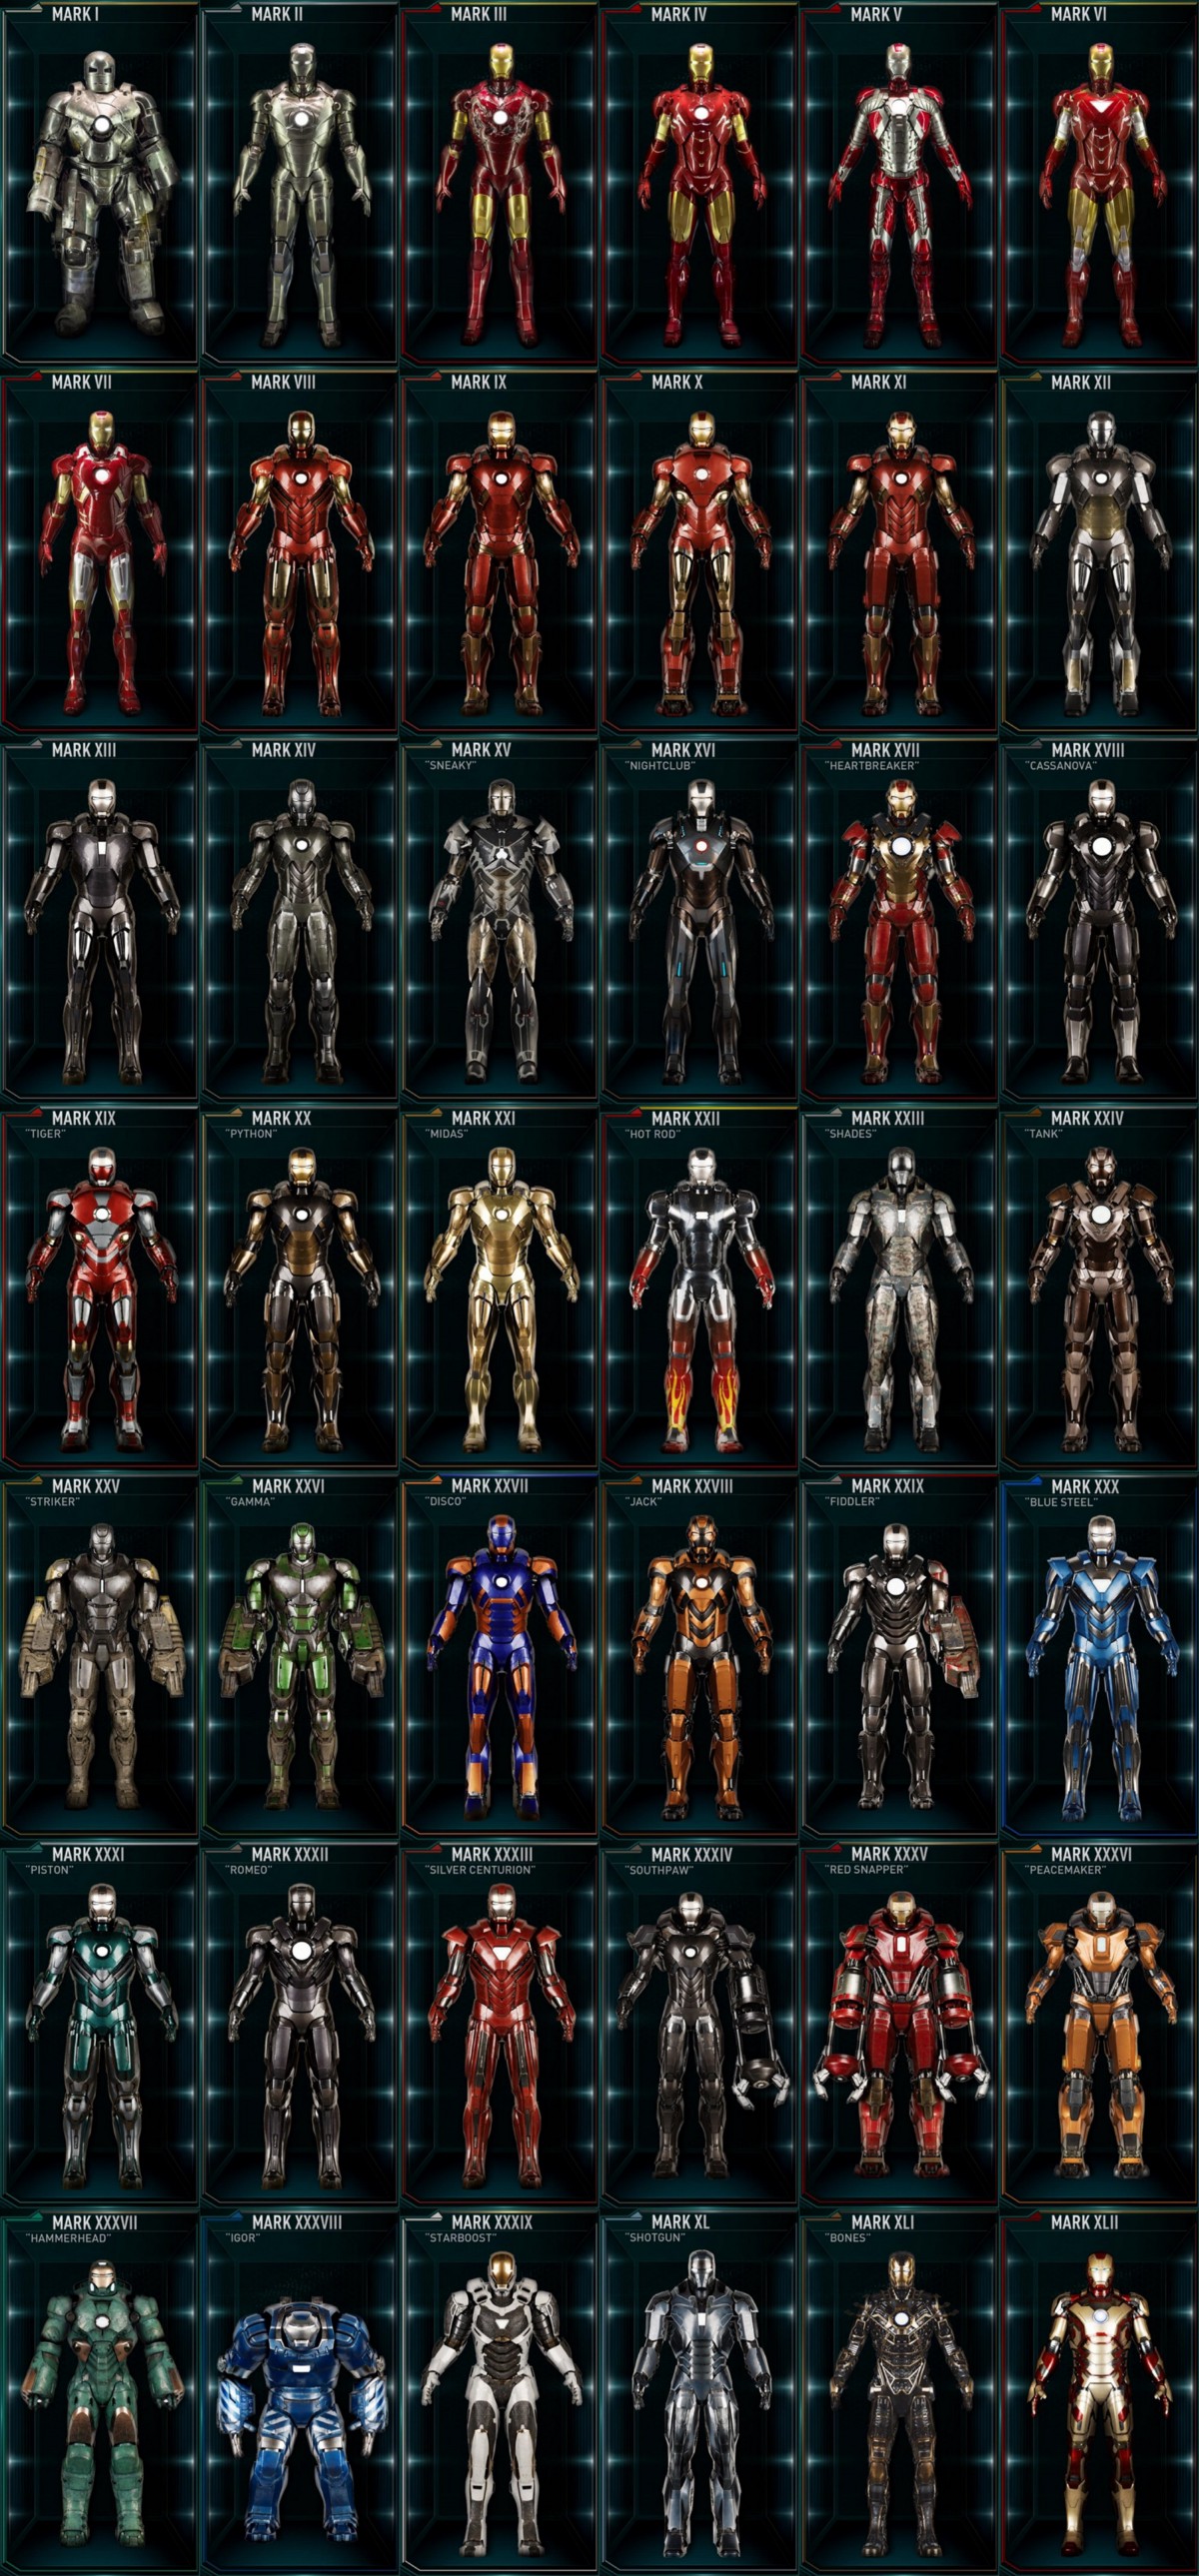 MARK I
MARK II
MARK III
MARK IV
MARK V
MARK VI
MARK VII
MARK VIII
MARK IX
MARK X
MARK XI
MARK XII
MARK XIII
MARK XIV
MARK XV
"SNEAKY"
MARK XVI
"NIGHTCLUB"
MARK XVII
"HEARTBREAKER"
MARK XVIII
"CASSANOVA"
MARK XIX
"TIGER"
MARK XX
"PYTHON"
MARK XXI
"MIDAS"
MARK XXII
"HOT ROD"
MARK XXIII
"SHADES"
MARK XXIV
"TANK"
MARK XXV
"STRIKER"
MARK XXVI
"GAMMA"
MARK XXVII
"DISCO"
MARK XXVIII
"JACK"
MARK XXIX
"FIDDLER"
MARK XXX
"BLUE STEEL"
MARK XXXI
"PISTON"
MARK XXXII
"ROMEO"
MARK XXXIII
"SILVER CENTURION"
MARK XXXIV
"SOUTHPAW"
MARK XXXV
"RED SNAPPER"
MARK XXXVI
"PEACEMAKER"
MARK XXXVII
"HAMMERHEAD"
MARK XXXVIII
"IGOR"
MARK XXXIX
"STARBOOST"
MARK XL
"SHOTGUN"
MARK XLI
"BONES"
MARK XLII